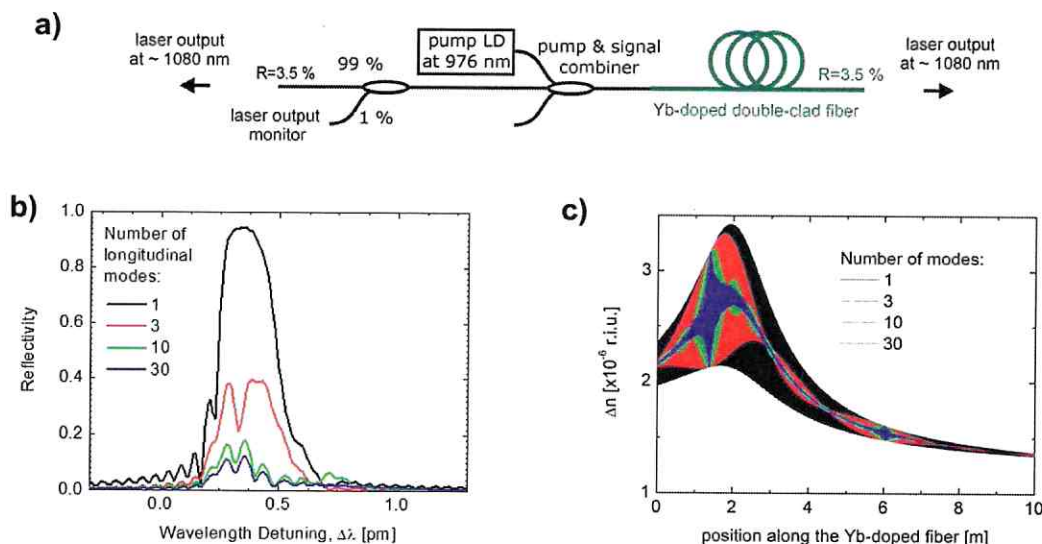 a)
laser output
at ~ 1080 nm
R=3.5 %
99 %
1 %
laser output
monitor
pump LD
at 976 nm
pump & signal
combiner
Yb-doped double-clad fiber
R=3.5 %
laser output
at ~ 1080 nm
b)
Number of
longitudinal
modes:
1
3
10
30
Reflectivity
1.0
0.8
0.6
0.4
0.2
0.0
0.0
0.5
1.0
Wavelength Detuning, Δλ [pm]
c)
Number of modes:
1
3
10
30
Δn [x10⁻⁶ r.i.u.]
3
2
1
0
2
4
6
8
10
position along the Yb-doped fiber [m]